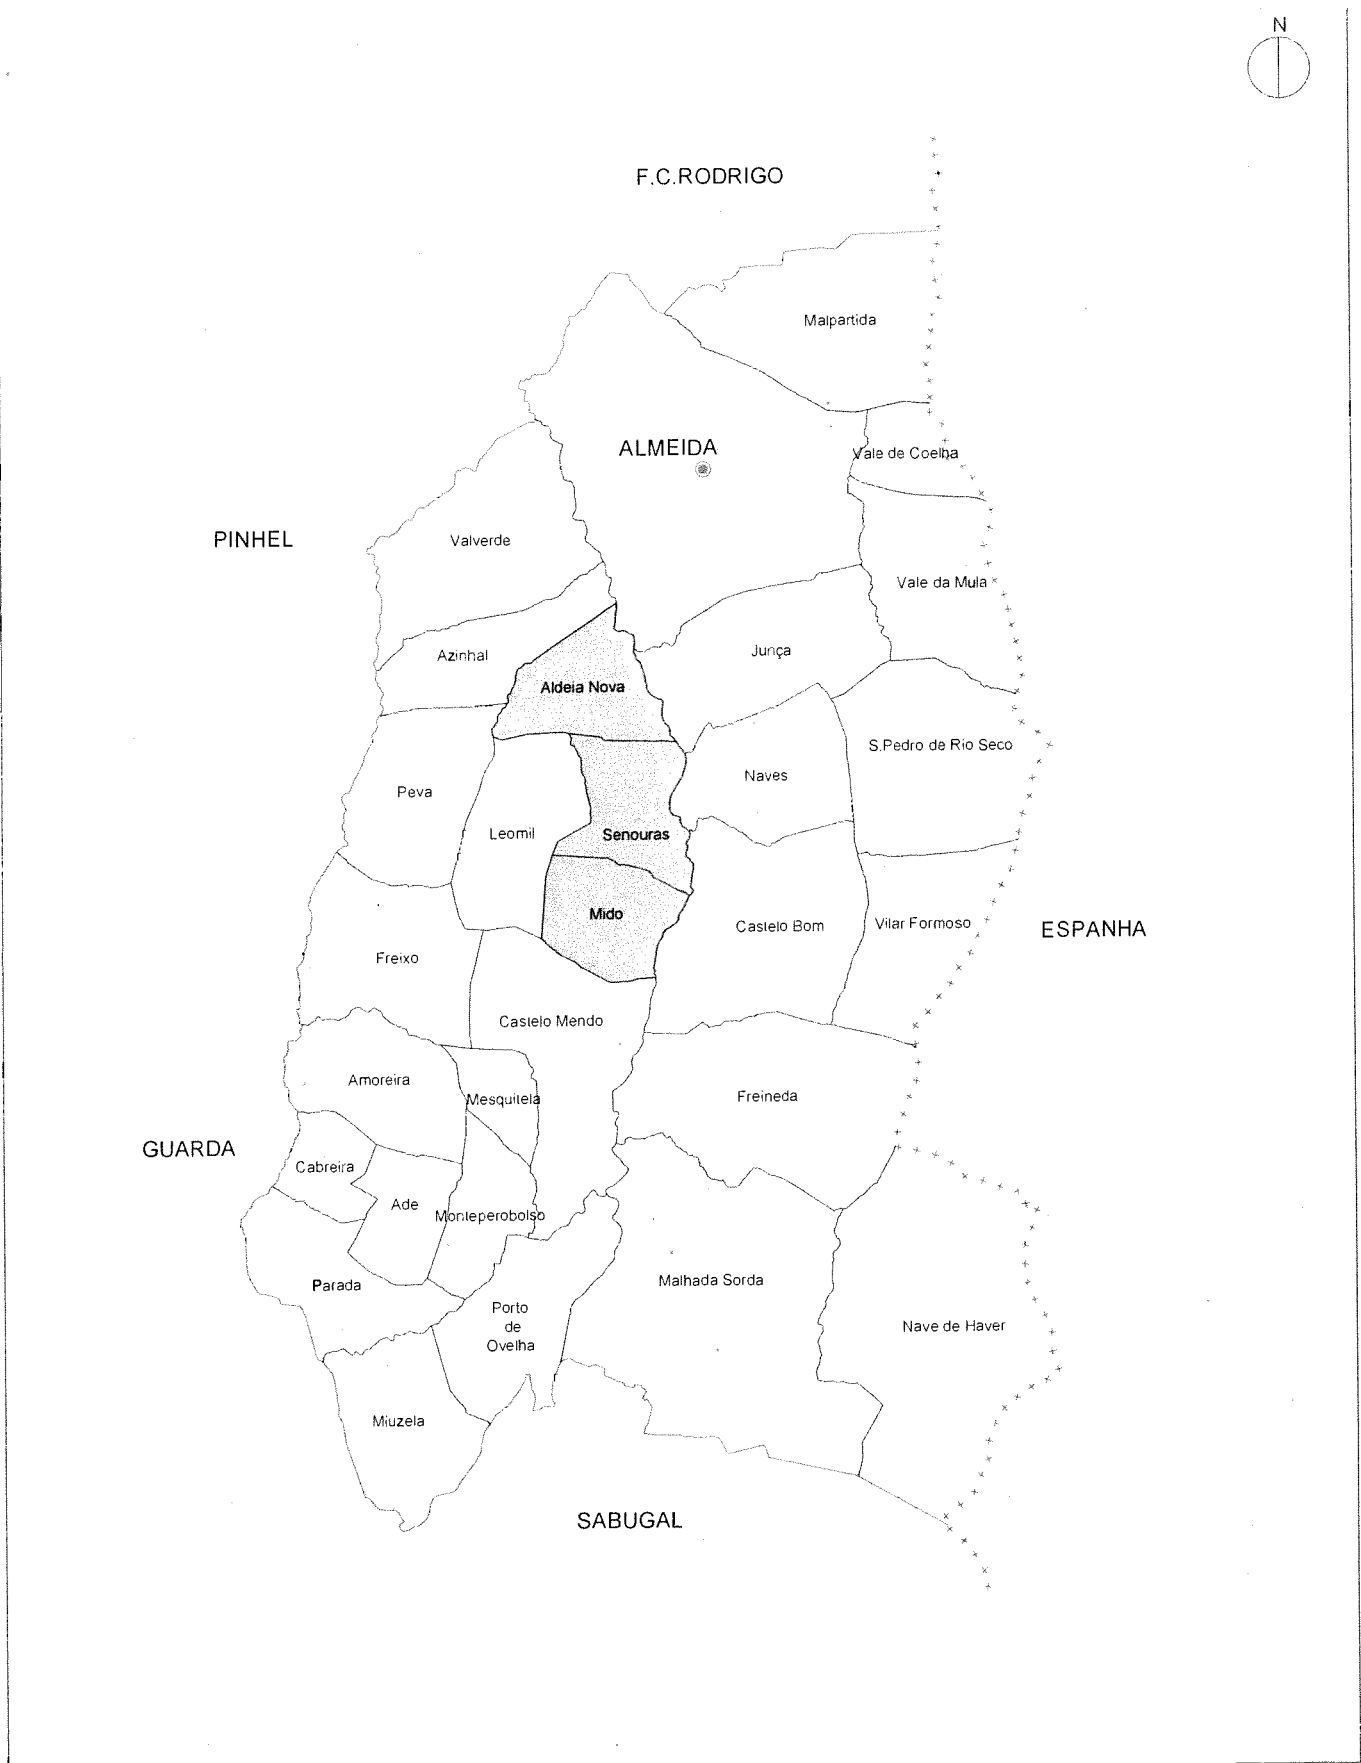 N
F.C.RODRIGO
Malpartida
ALMEIDA
Vale de Coelha
PINHEL
Valverde
Vale da Mula
Azinhal
Junça
Aldeia Nova
S.Pedro de Rio Seco
Naves
Peva
Leomil
Senouras
Mido
Castelo Bom
Vilar Formoso
ESPANHA
Freixo
Castelo Mendo
Amoreira
Mesquitela
Freineda
GUARDA
Cabreira
Ade
Monteperobolso
Parada
Malhada Sorda
Porto
de
Ovelha
Nave de Haver
Miuzela
SABUGAL